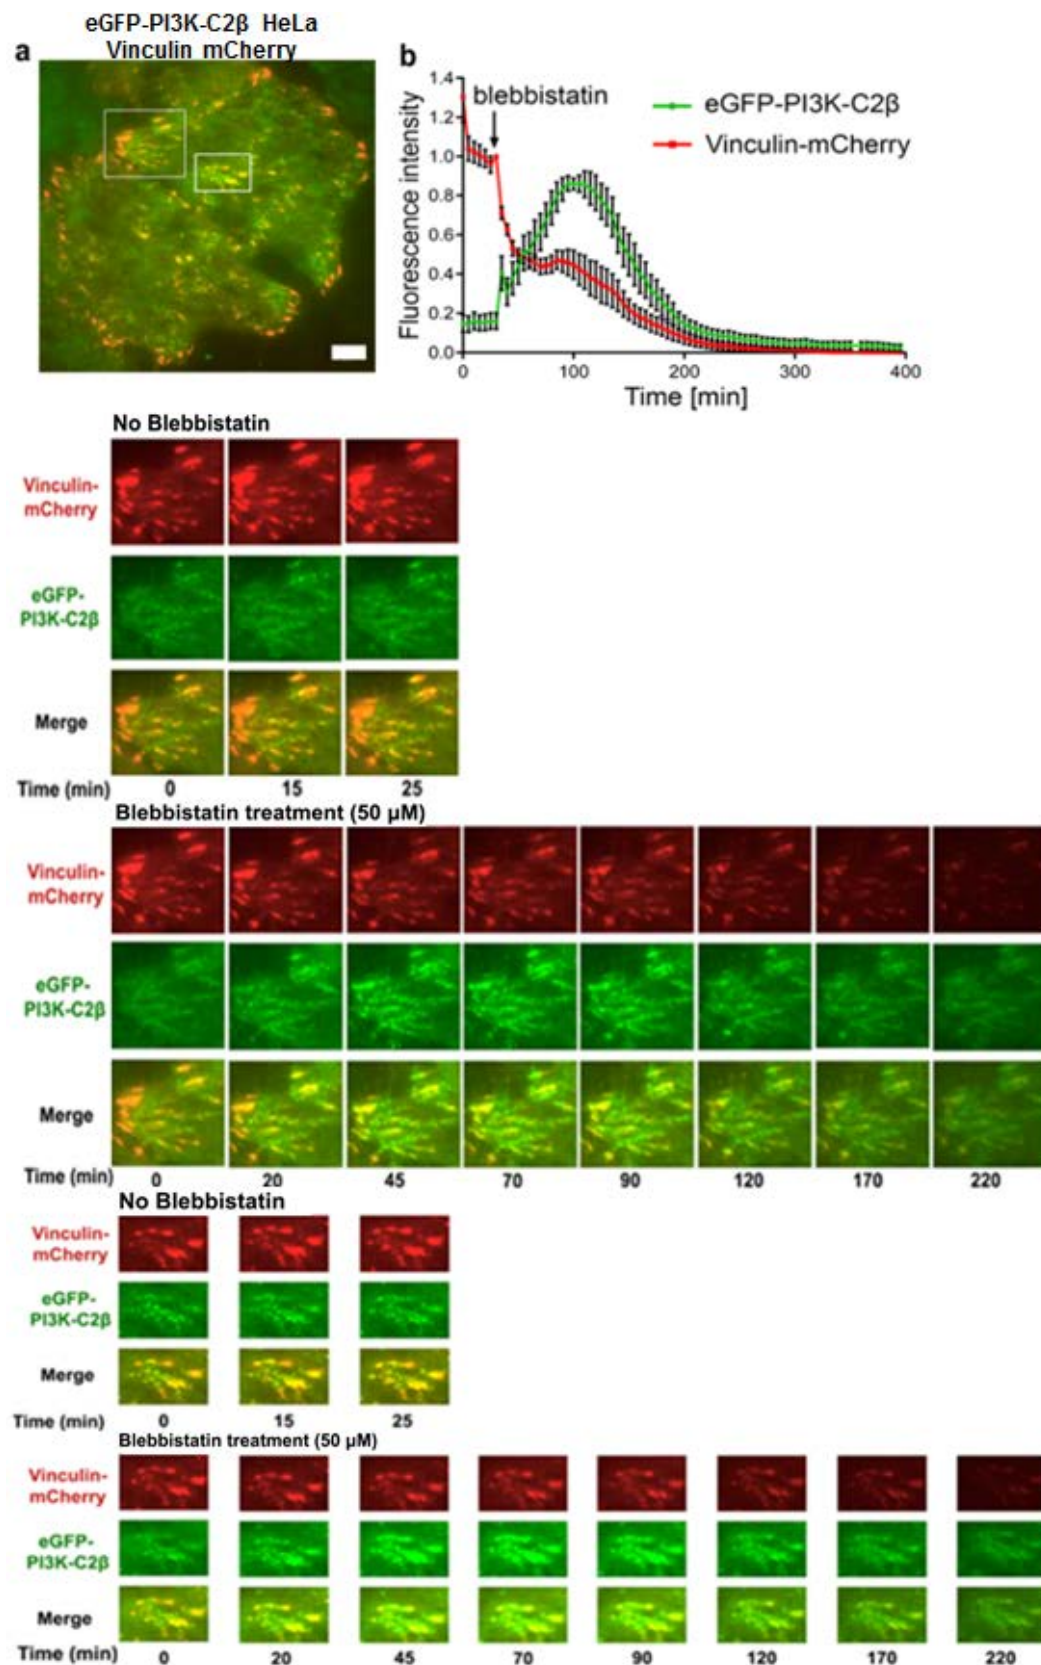 eGFP-PI3K-C2β HeLa
Vinculin mCherry
a
b
1.4
1.2
1.0
0.8
0.6
0.4
0.2
0.0
Fluorescence intensity
blebbistatin
eGFP-PI3K-C2β
Vinculin-mCherry
0 100 200 300 400
Time [min]
No Blebbistatin
Vinculin-
mCherry
eGFP-
PI3K-C2β
Merge
Time (min) 0 15 25
Blebbistatin treatment (50 µM)
Vinculin-
mCherry
eGFP-
PI3K-C2β
Merge
Time (min) 0 20 45 70 90 120 170 220
No Blebbistatin
Vinculin-
mCherry
eGFP-
PI3K-C2β
Merge
Time (min) 0 15 25
Blebbistatin treatment (50 µM)
Vinculin-
mCherry
eGFP-
PI3K-C2β
Merge
Time (min) 0 20 45 70 90 120 170 220